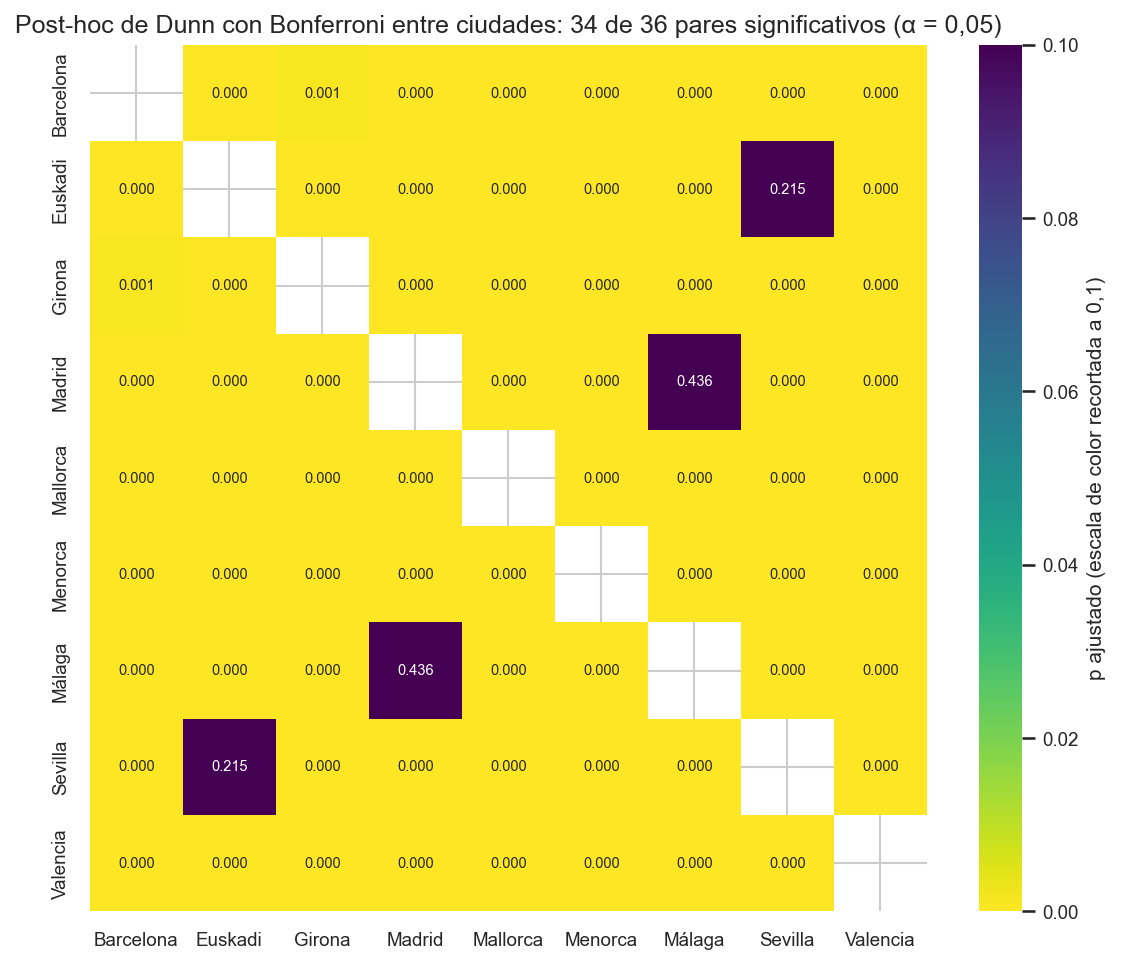 Post-hoc de Dunn con Bonferroni entre ciudades: 34 de 36 pares significativos (α = 0,05)
Barcelona 0.000 0.001 0.000 0.000 0.000 0.000 0.000 0.000
Euskadi 0.000 0.000 0.000 0.000 0.000 0.000 0.215 0.000
Girona 0.001 0.000 0.000 0.000 0.000 0.000 0.000 0.000
Madrid 0.000 0.000 0.000 0.000 0.000 0.436 0.000 0.000
Mallorca 0.000 0.000 0.000 0.000 0.000 0.000 0.000 0.000
Menorca 0.000 0.000 0.000 0.000 0.000 0.000 0.000 0.000
Málaga 0.000 0.000 0.000 0.436 0.000 0.000 0.000 0.000
Sevilla 0.000 0.215 0.000 0.000 0.000 0.000 0.000 0.000
Valencia 0.000 0.000 0.000 0.000 0.000 0.000 0.000 0.000
Barcelona Euskadi Girona Madrid Mallorca Menorca Málaga Sevilla Valencia
0.10
0.08
0.06
0.04
0.02
0.00
p ajustado (escala de color recortada a 0,1)